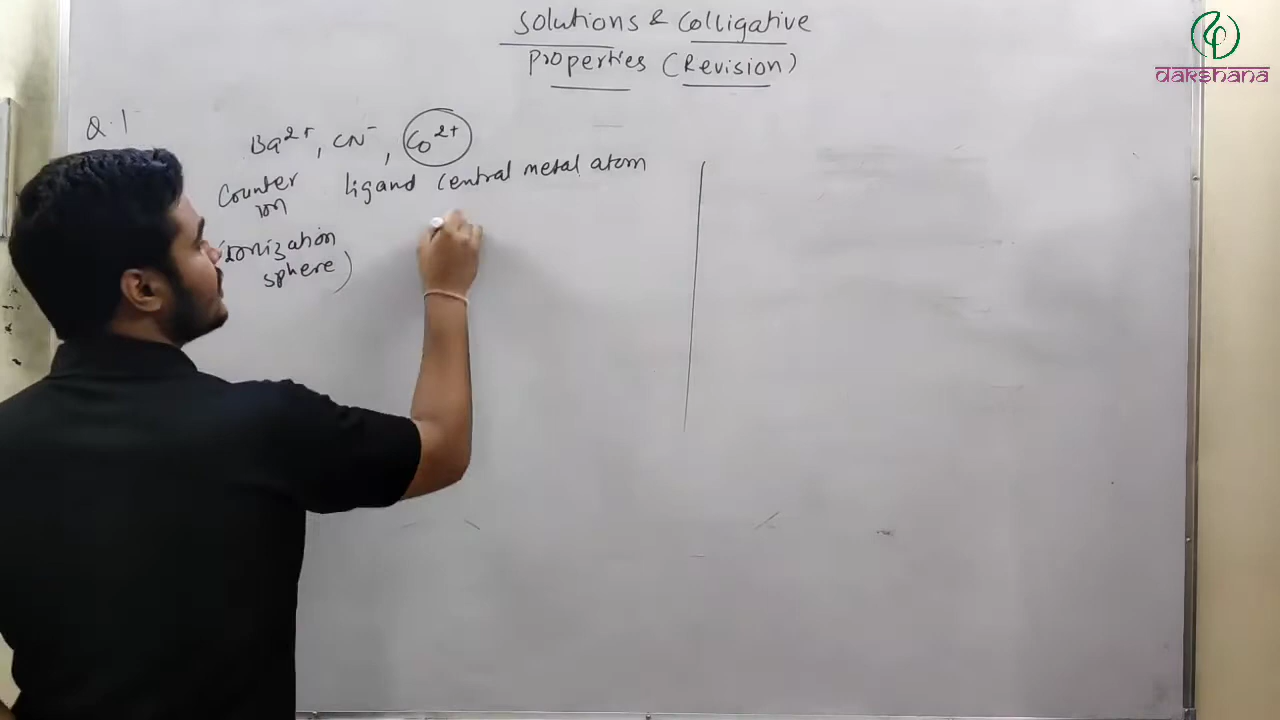 Solutions & Colligative
Properties (Revision)
dakshana
Q.1
Ba²⁺, CN⁻, Co²⁺
Counter ligand Central metal atom
ion
(ionization
sphere)